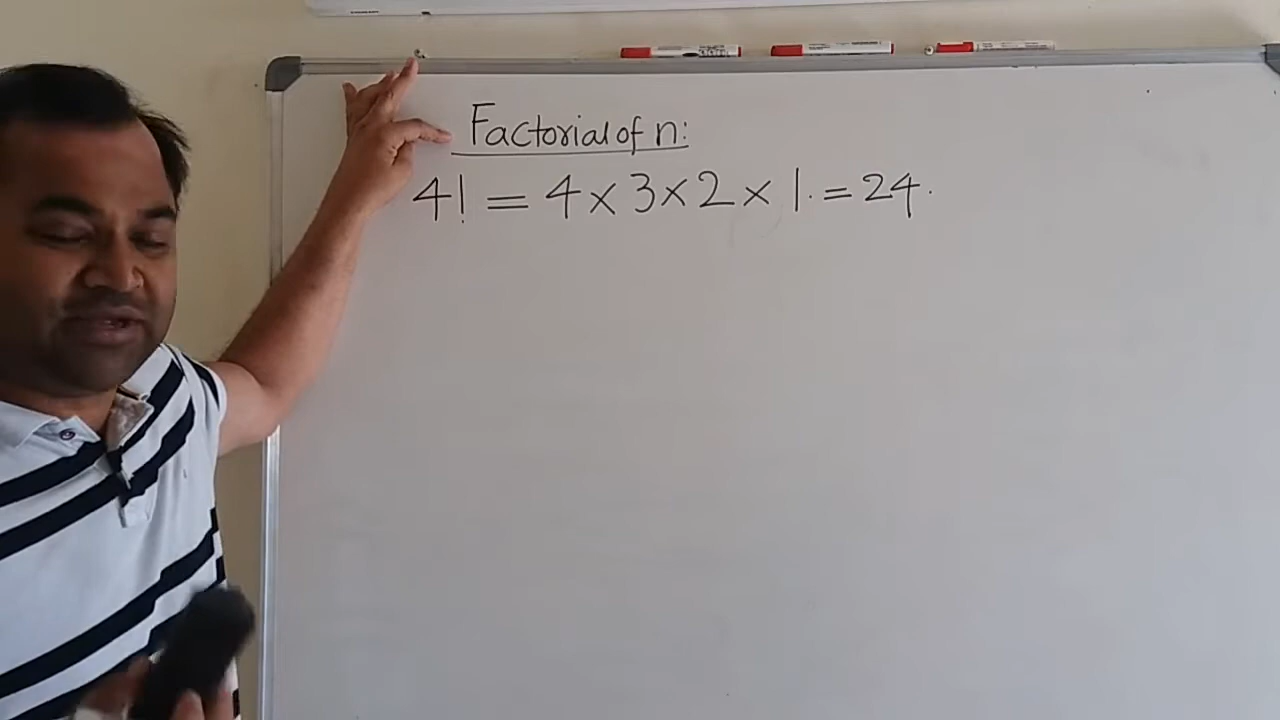 Factorial of n:
4! = 4 × 3 × 2 × 1. = 24.